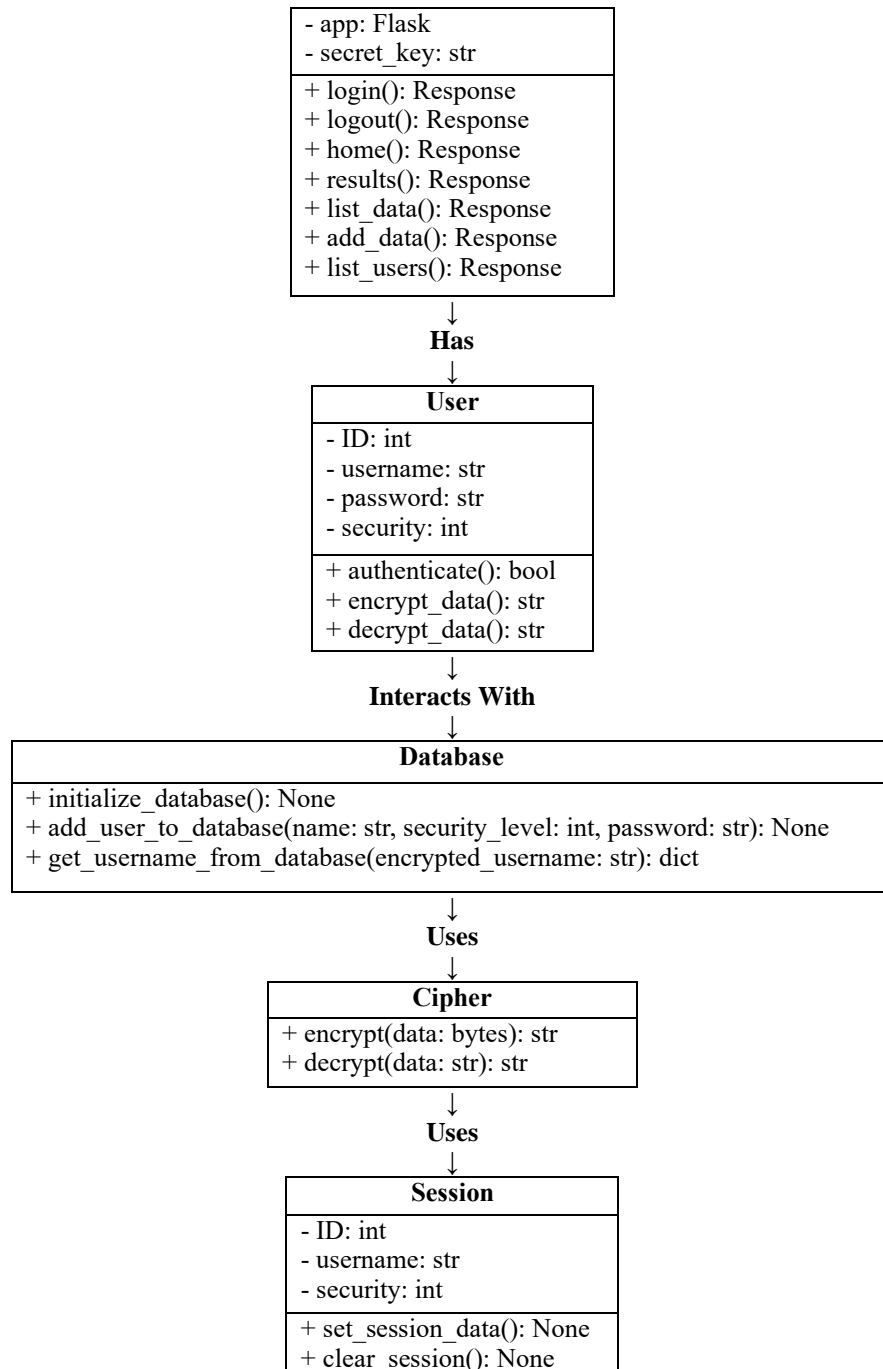 - app: Flask
- secret_key: str
+ login(): Response
+ logout(): Response
+ home(): Response
+ results(): Response
+ list_data(): Response
+ add_data(): Response
+ list_users(): Response
↓
Has
↓
User
- ID: int
- username: str
- password: str
- security: int
+ authenticate(): bool
+ encrypt_data(): str
+ decrypt_data(): str
↓
Interacts With
↓
Database
+ initialize_database(): None
+ add_user_to_database(name: str, security_level: int, password: str): None
+ get_username_from_database(encrypted_username: str): dict
↓
Uses
↓
Cipher
+ encrypt(data: bytes): str
+ decrypt(data: str): str
↓
Uses
↓
Session
- ID: int
- username: str
- security: int
+ set_session_data(): None
+ clear_session(): None